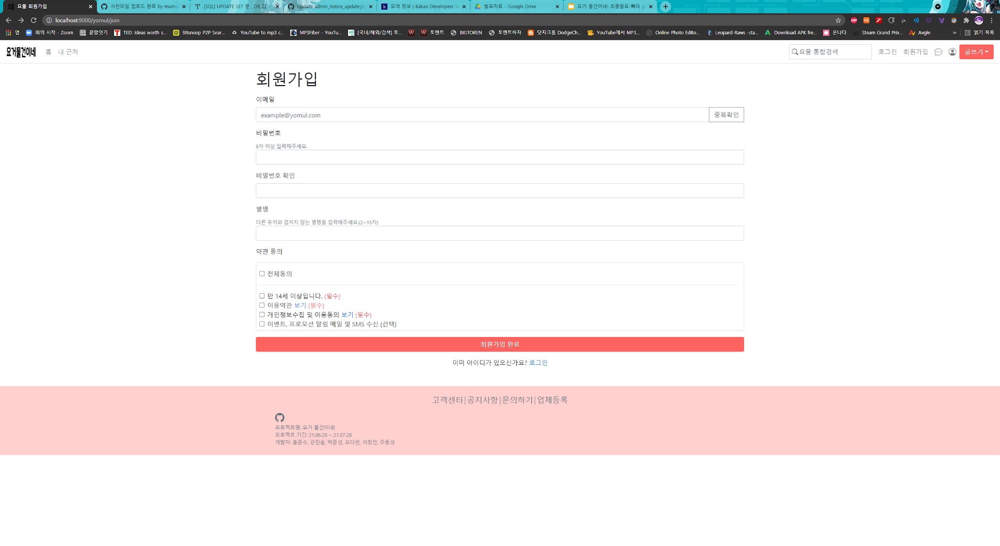 요물 회원가입
사진파일 업로드 완료 by mumu
[SQL] UPDATE SET 문 , DB 값
Update admin_notice_update.jsp
요약 정보 | Kakao Developers
발표자료 - Google Drive
요거 물건이네! 최종발표 뼈대 .p
localhost:9000/yomul/join
앱
회의 시작 - Zoom
끝말잇기
TED: Ideas worth s...
Bitsnoop P2P Sear...
YouTube to mp3 c...
MP3Fiber - YouTu...
[국내/해외/검색] 토...
토렌트
BIGTOREN
토렌트하자
닷지크롬 DodgeCh...
YouTube에서 MP3...
Online Photo Edito...
Leopard-Raws -sta...
Download APK fre...
온나다
Steam Grand Prix...
Avgle
»
읽기 목록
요거물건이네
홈
내 근처
요물 통합검색
로그인
회원가입
글쓰기
회원가입
이메일
example@yomul.com
중복확인
비밀번호
8자 이상 입력해주세요.
비밀번호 확인
별명
다른 유저와 겹치지 않는 별명을 입력해주세요.(2~15자)
약관 동의
전체동의
만 14세 이상입니다. (필수)
이용약관 보기 (필수)
개인정보수집 및 이용동의 보기 (필수)
이벤트, 프로모션 알림 메일 및 SMS 수신 (선택)
회원가입 완료
이미 아이디가 있으신가요? 로그인
고객센터|공지사항|문의하기|업체등록
프로젝트명: 요거 물건이네!
프로젝트 기간: 21.06.28 ~ 21.07.28
개발자: 홍준수, 강진슬, 박준성, 오다빈, 이창민, 주동성